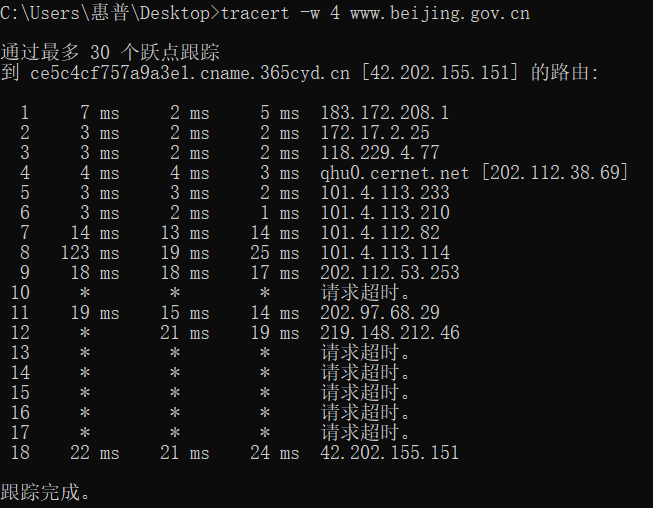 C:\Users\惠普\Desktop>tracert -w 4 www.beijing.gov.cn
通过最多 30 个跃点跟踪
到 ce5c4cf757a9a3e1.cname.365cyd.cn [42.202.155.151] 的路由:
1 7 ms 2 ms 5 ms 183.172.208.1
2 3 ms 2 ms 2 ms 172.17.2.25
3 3 ms 2 ms 2 ms 118.229.4.77
4 4 ms 4 ms 3 ms qhu0.cernet.net [202.112.38.69]
5 3 ms 3 ms 2 ms 101.4.113.233
6 3 ms 2 ms 1 ms 101.4.113.210
7 14 ms 13 ms 14 ms 101.4.112.82
8 123 ms 19 ms 25 ms 101.4.113.114
9 18 ms 18 ms 17 ms 202.112.53.253
10 * * * 请求超时。
11 19 ms 15 ms 14 ms 202.97.68.29
12 * 21 ms 19 ms 219.148.212.46
13 * * * 请求超时。
14 * * * 请求超时。
15 * * * 请求超时。
16 * * * 请求超时。
17 * * * 请求超时。
18 22 ms 21 ms 24 ms 42.202.155.151
跟踪完成。